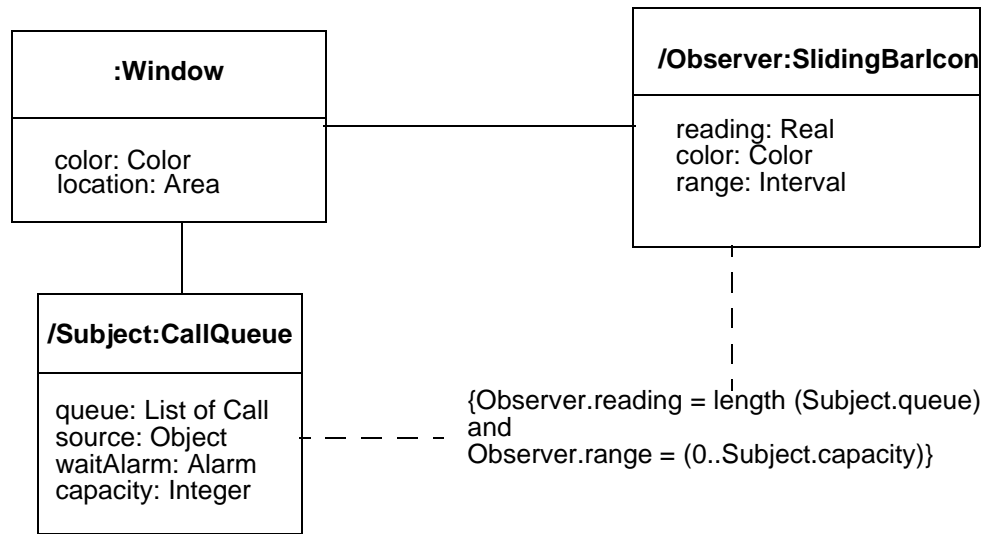 :Window
color: Color
location: Area
/Observer:SlidingBarIcon
reading: Real
color: Color
range: Interval
/Subject:CallQueue
queue: List of Call
source: Object
waitAlarm: Alarm
capacity: Integer
{Observer.reading = length (Subject.queue)
and
Observer.range = (0..Subject.capacity)}